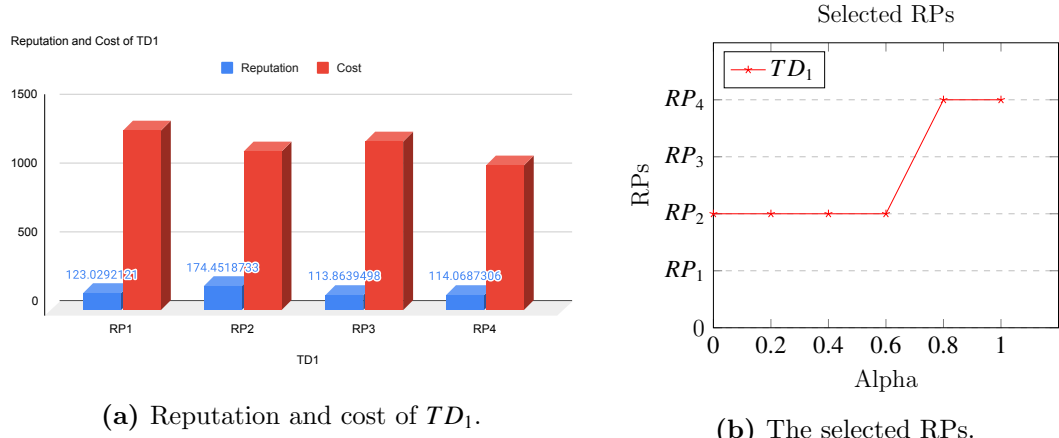 Reputation and Cost of TD1
Reputation Cost
1500
1000
500
0
123.0292121
174.4518733
113.8639498
114.0687306
RP1 RP2 RP3 RP4
TD1
(a) Reputation and cost of TD1.
Selected RPs
TD1
RPs
RP4
RP3
RP2
RP1
0
0 0.2 0.4 0.6 0.8 1
Alpha
(b) The selected RPs.